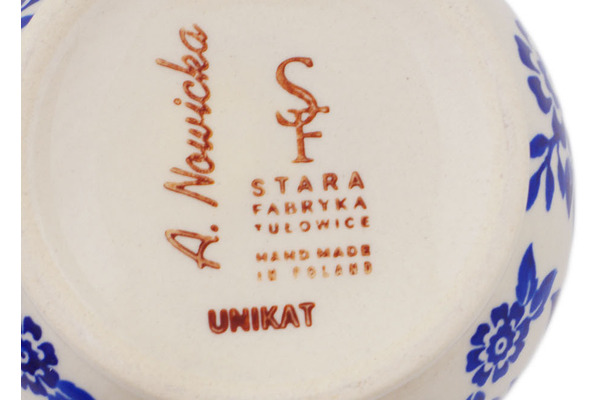 A. Nowicka
SF
STARA
FABRYKA
TUŁOWICE
HAND MADE
IN POLAND
UNIKAT